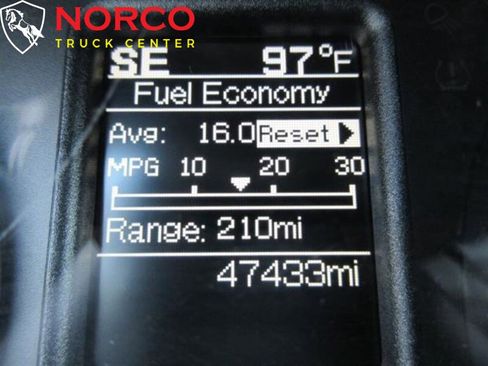 NORCO
TRUCK CENTER
SE 97°F
Fuel Economy
Avg: 16.0 Reset
MPG 10 20 30
Range: 210mi
47433mi